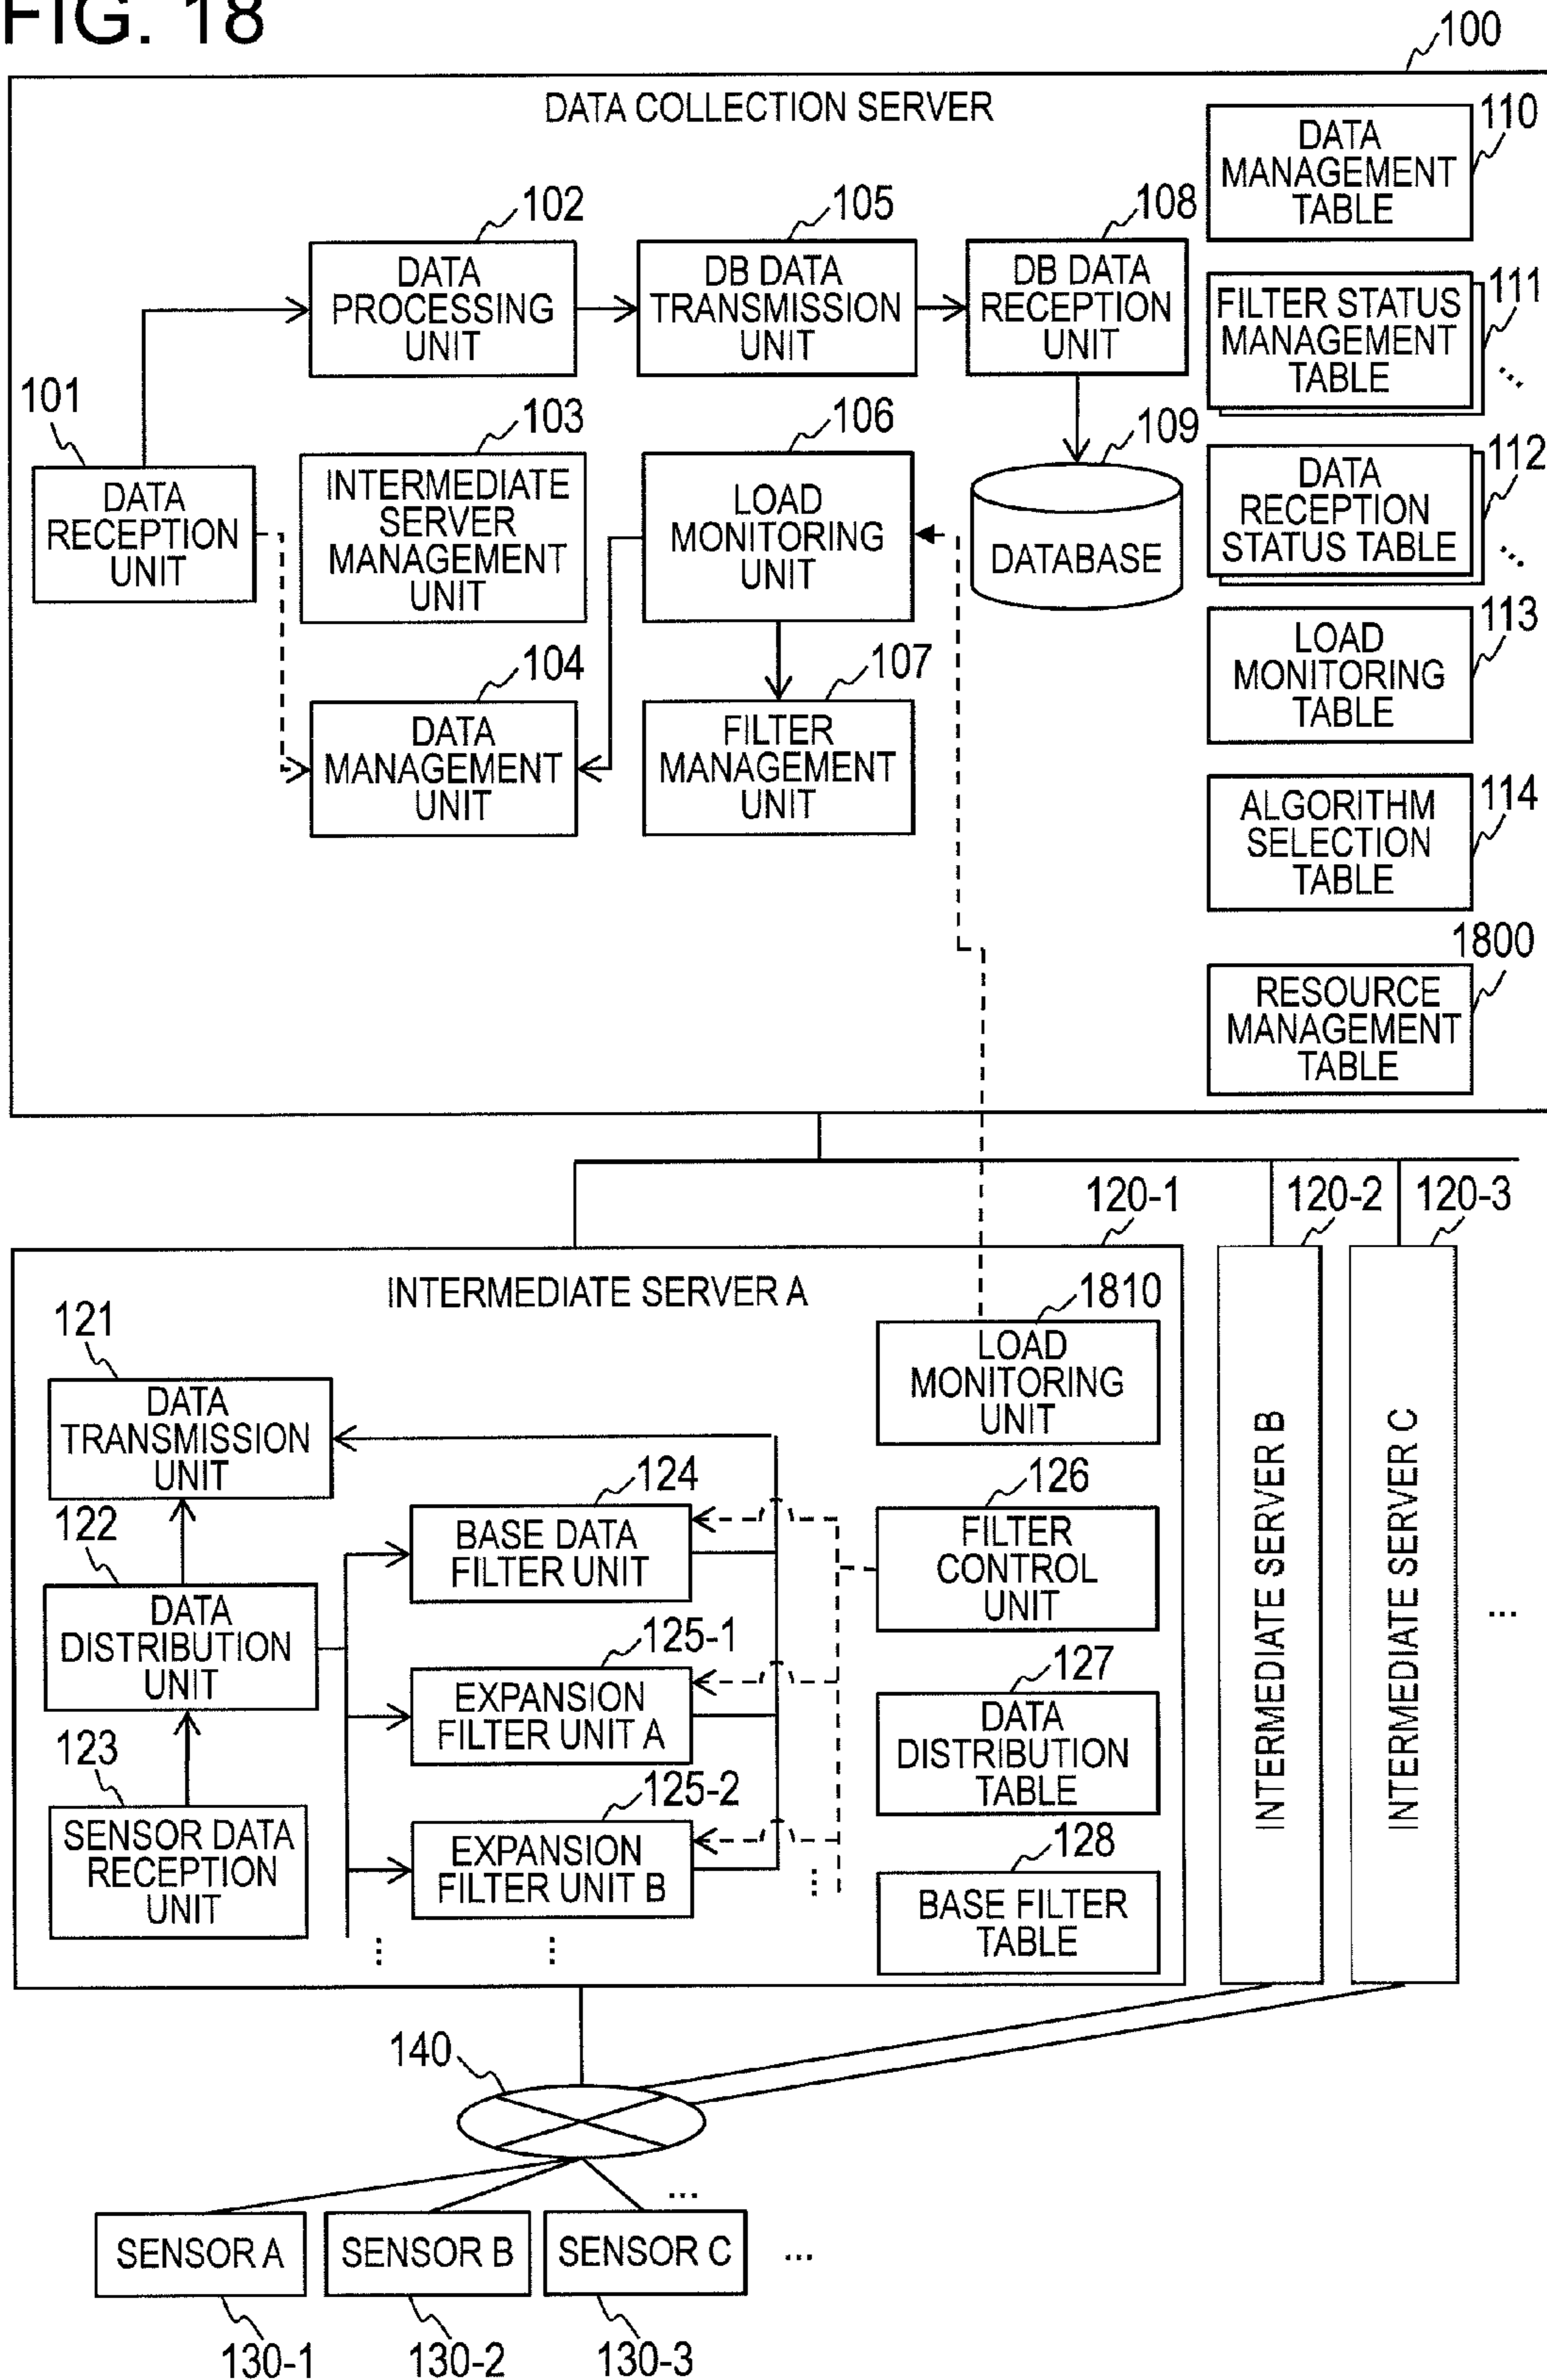 FIG. 18
100
DATA COLLECTION SERVER
110
DATA
MANAGEMENT
TABLE
102
DATA
PROCESSING
UNIT
105
DB DATA
TRANSMISSION
UNIT
108
DB DATA
RECEPTION
UNIT
111
FILTER STATUS
MANAGEMENT
TABLE
...
101
DATA
RECEPTION
UNIT
103
INTERMEDIATE
SERVER
MANAGEMENT
UNIT
106
LOAD
MONITORING
UNIT
109
DATABASE
112
DATA
RECEPTION
STATUS TABLE
...
104
DATA
MANAGEMENT
UNIT
107
FILTER
MANAGEMENT
UNIT
113
LOAD
MONITORING
TABLE
114
ALGORITHM
SELECTION
TABLE
1800
RESOURCE
MANAGEMENT
TABLE
120-1
120-2
120-3
INTERMEDIATE SERVER A
1810
LOAD
MONITORING
UNIT
121
DATA
TRANSMISSION
UNIT
124
BASE DATA
FILTER UNIT
126
FILTER
CONTROL
UNIT
122
DATA
DISTRIBUTION
UNIT
125-1
EXPANSION
FILTER UNIT A
127
DATA
DISTRIBUTION
TABLE
123
SENSOR DATA
RECEPTION
UNIT
125-2
EXPANSION
FILTER UNIT B
128
BASE FILTER
TABLE
...
...
...
INTERMEDIATE SERVER B
INTERMEDIATE SERVER C
...
140
...
SENSOR A
SENSOR B
SENSOR C
...
130-1
130-2
130-3